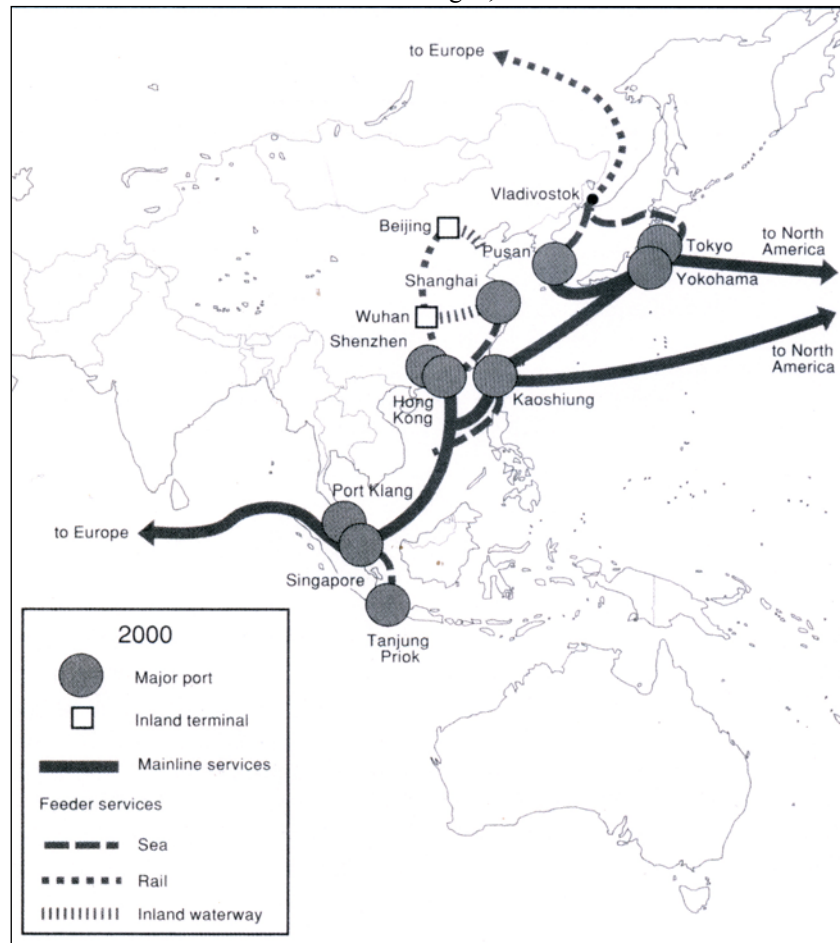 to Europe
Vladivostok
Beijing
Pusan
Tokyo
to North
America
Yokohama
Shanghai
Wuhan
Shenzhen
to North
America
Hong
Kong
Kaoshiung
Port Klang
to Europe
Singapore
Tanjung
Priok
2000
Major port
Inland terminal
Mainline services
Feeder services
Sea
Rail
Inland waterway